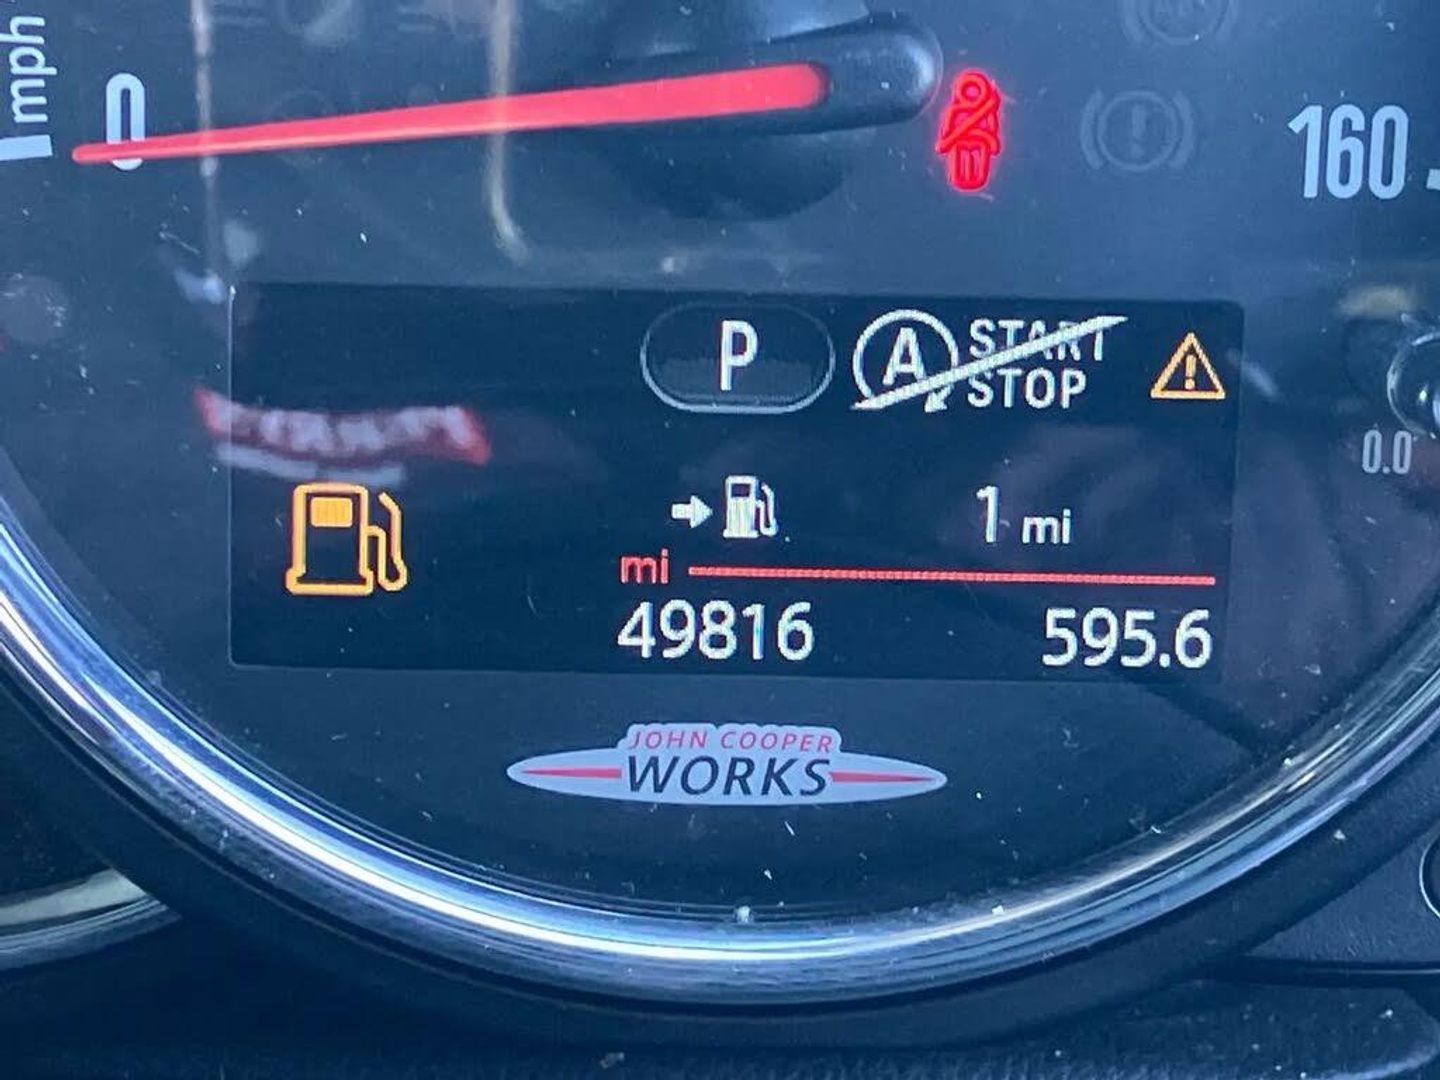 mph
0
160
P
A START STOP
0.0
1 mi
mi
49816 595.6
JOHN COOPER
WORKS